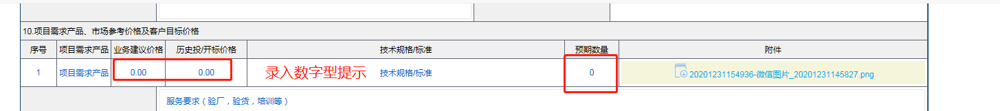 10.项目需求产品、市场参考价格及客户目标价格
序号 项目需求产品 业务建议价格 历史投/开标价格 技术规格/标准 预期数量 附件
1 项目需求产品 0.00 0.00 录入数字型提示 技术规格/标准 0 20201231154936-微信图片_20201231145827.png
服务要求（验厂，验货，培训等）